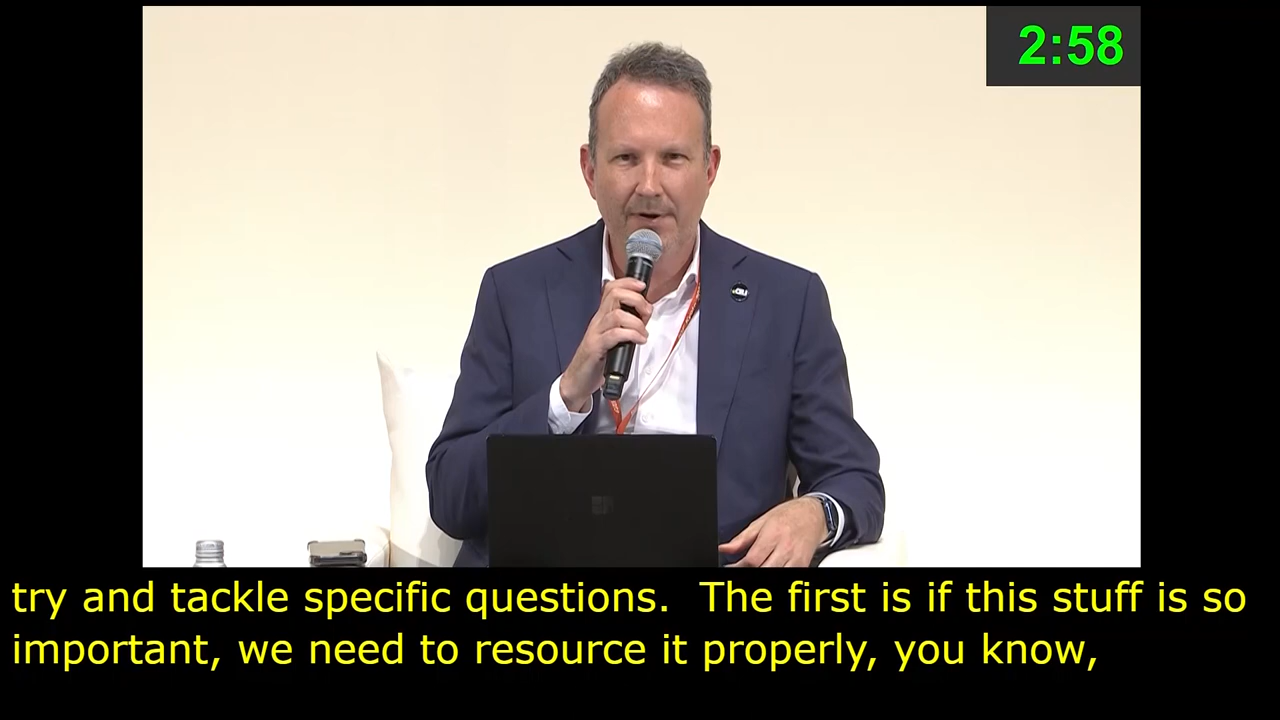 2:58
.au
try and tackle specific questions.  The first is if this stuff is so
important, we need to resource it properly, you know,